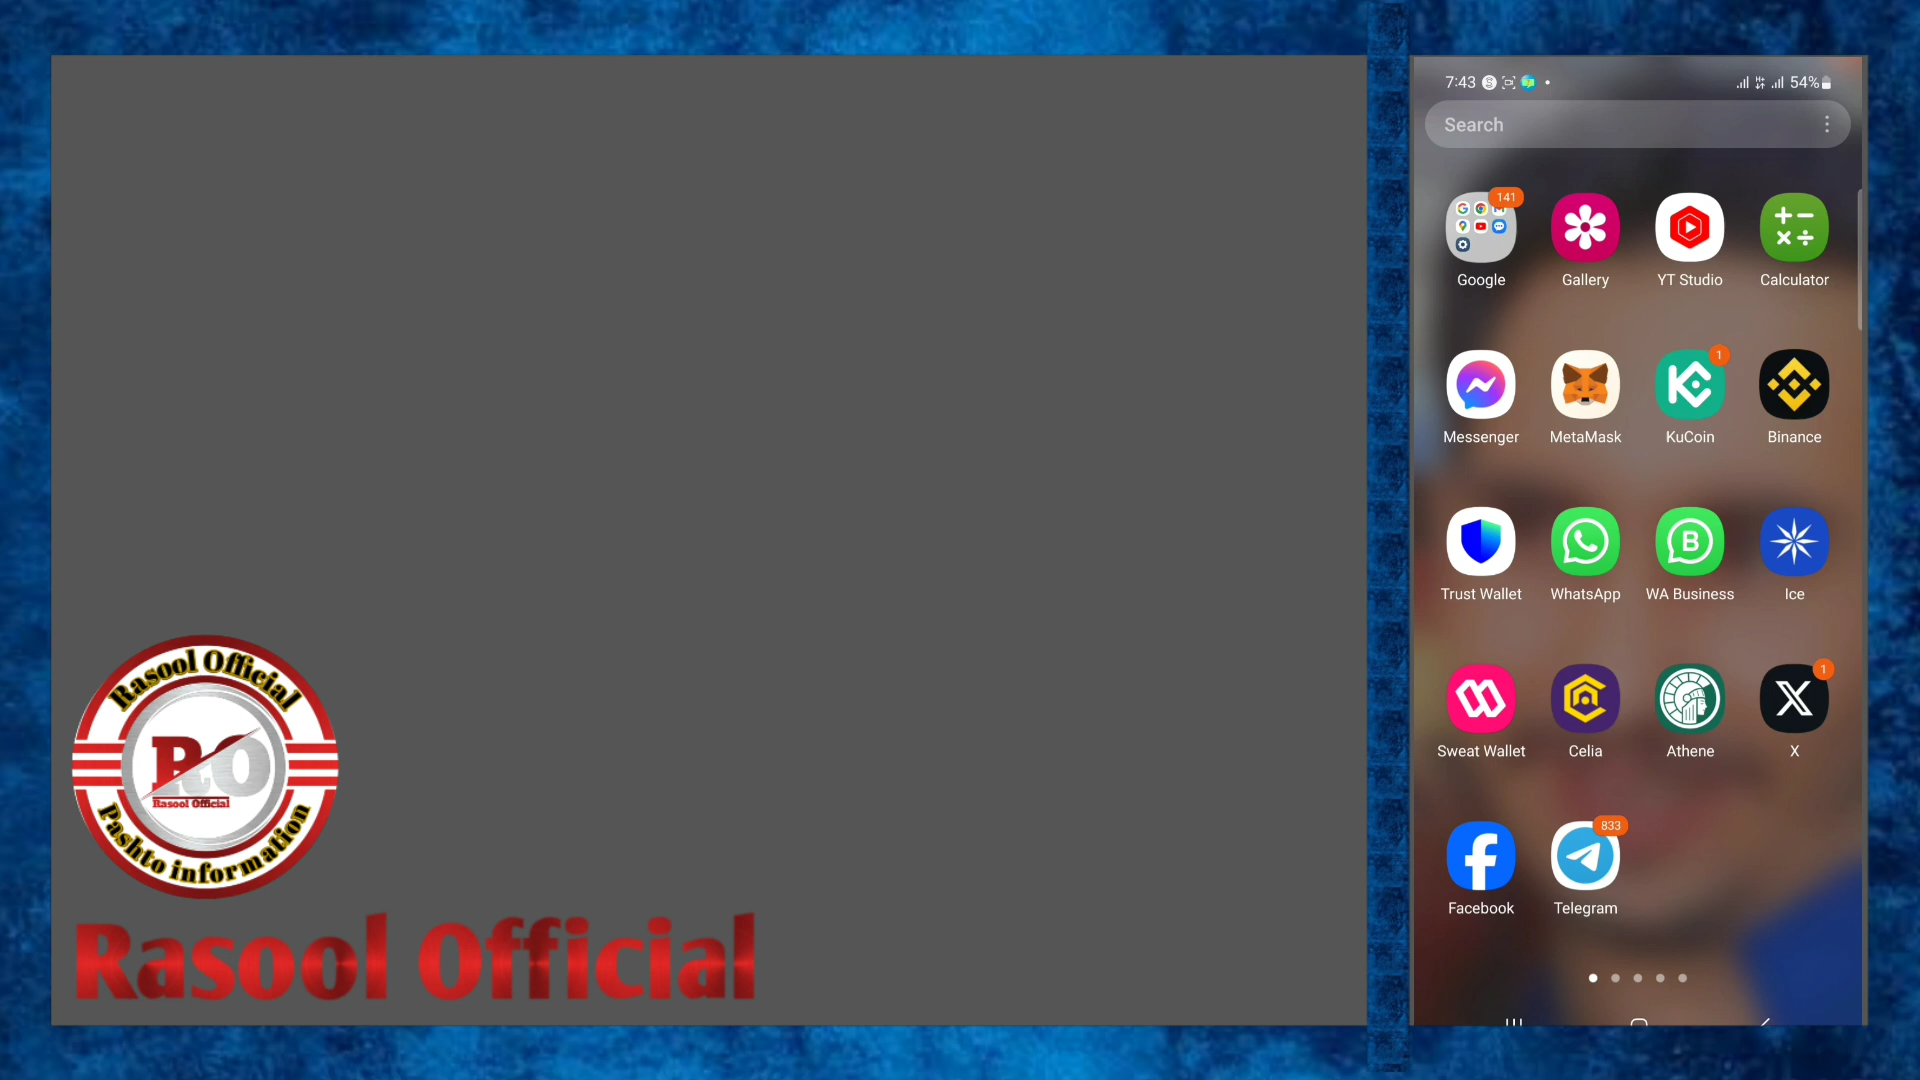 Rasool Official
RO
Rasool Official
Pashto information
Rasool Official
7:43
54%
Search
141
Google
Gallery
YT Studio
Calculator
Messenger
MetaMask
1
KuCoin
Binance
Trust Wallet
WhatsApp
B
WA Business
Ice
Sweat Wallet
Celia
Athene
1
X
Facebook
833
Telegram